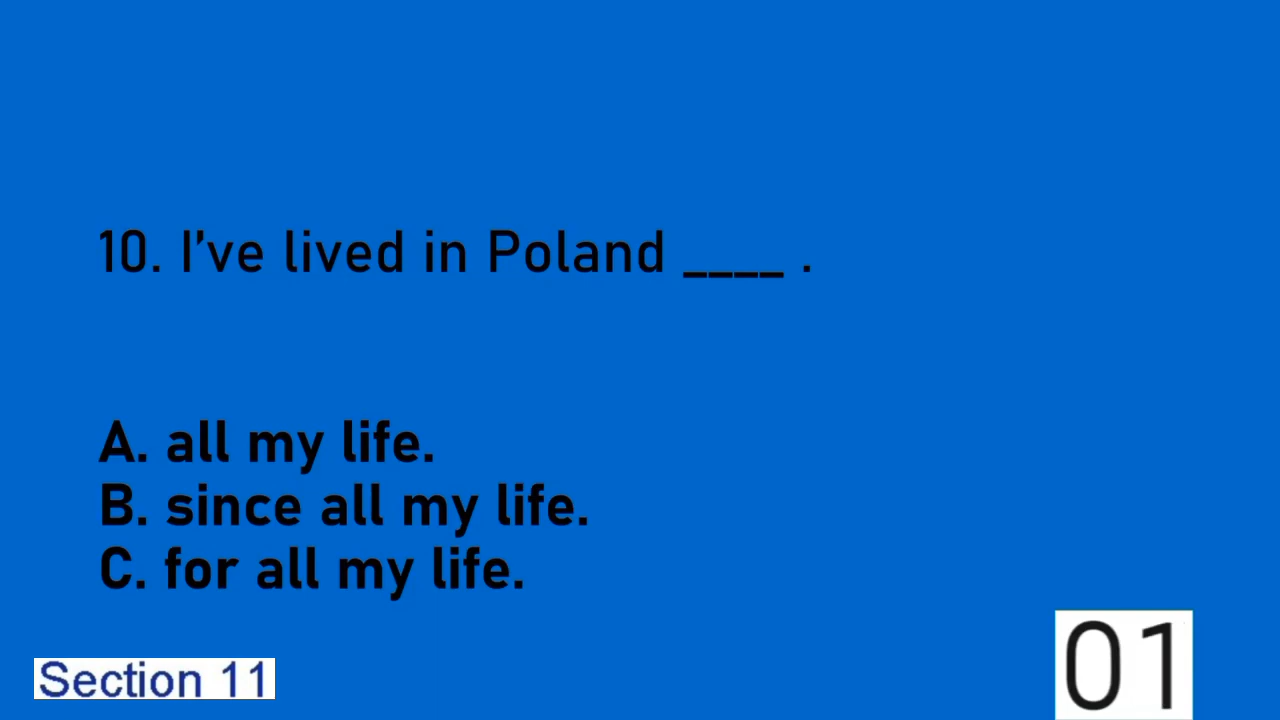 10. I've lived in Poland ____ .
A. all my life.
B. since all my life.
C. for all my life.
Section 11
01